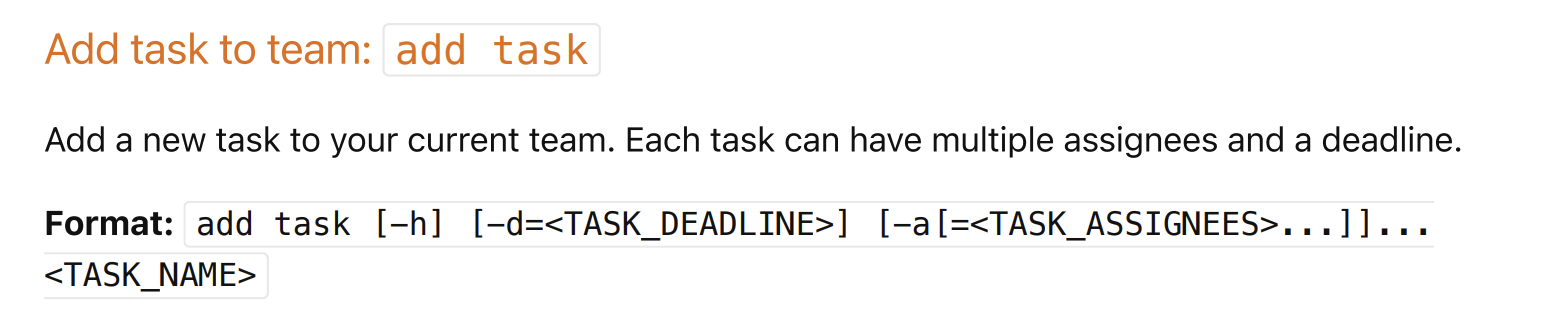 Add task to team: add task
Add a new task to your current team. Each task can have multiple assignees and a deadline.
Format: add task [-h] [-d=<TASK_DEADLINE>] [-a[=<TASK_ASSIGNEES>...]]...
<TASK_NAME>